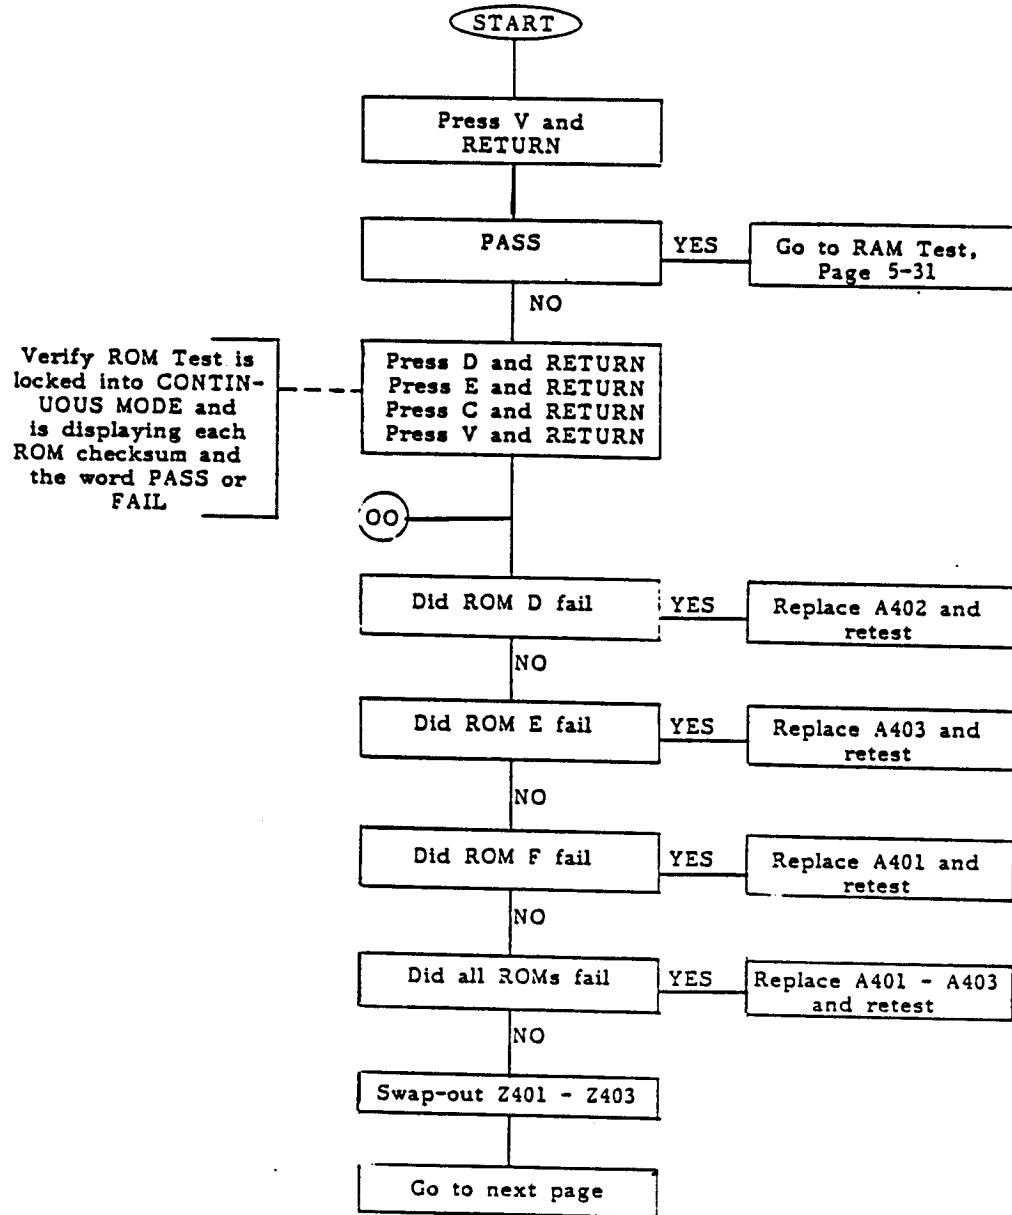 START
Press V and
RETURN
PASS
YES
Go to RAM Test,
Page 5-31
NO
Verify ROM Test is
locked into CONTIN-
UOUS MODE and
is displaying each
ROM checksum and
the word PASS or
FAIL
Press D and RETURN
Press E and RETURN
Press C and RETURN
Press V and RETURN
OO
Did ROM D fail
YES
Replace A402 and
retest
NO
Did ROM E fail
YES
Replace A403 and
retest
NO
Did ROM F fail
YES
Replace A401 and
retest
NO
Did all ROMs fail
YES
Replace A401 - A403
and retest
NO
Swap-out Z401 - Z403
Go to next page